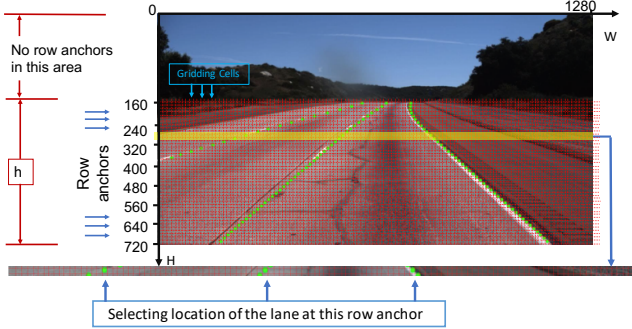 0
1280
W
No row anchors
in this area
Gridding Cells
160
240
320
400
480
560
640
720
h
Row
anchors
H
Selecting location of the lane at this row anchor